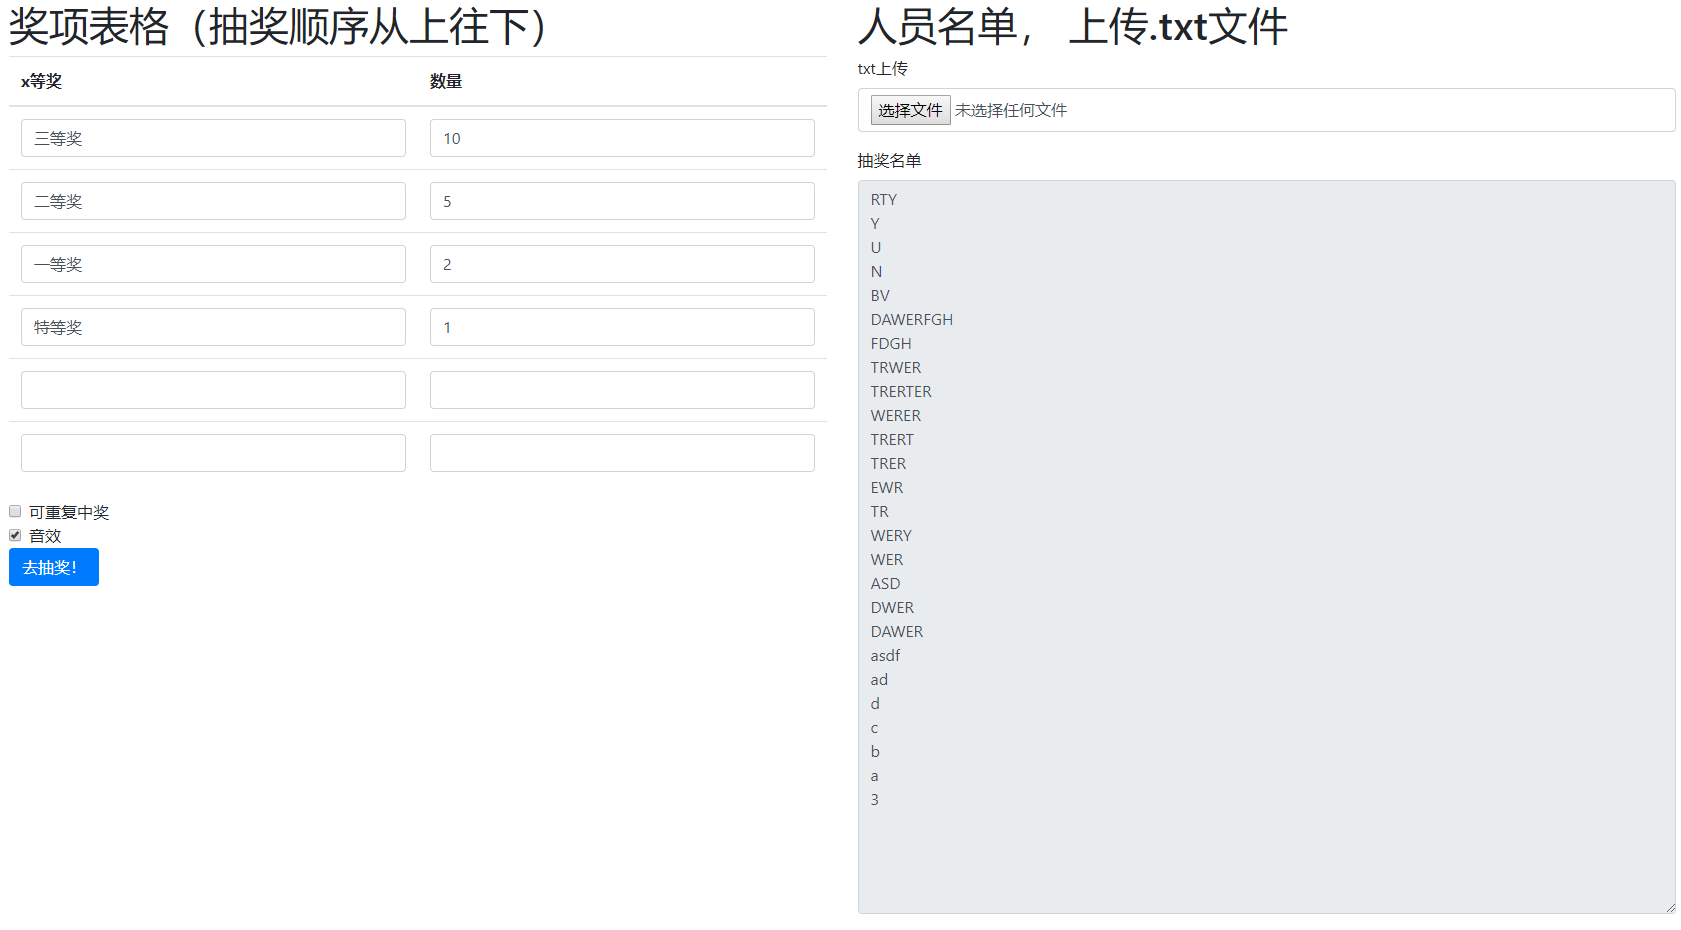 奖项表格（抽奖顺序从上往下）
x等奖 数量
三等奖 10
二等奖 5
一等奖 2
特等奖 1
可重复中奖
音效
去抽奖！
人员名单， 上传.txt文件
txt上传
选择文件 未选择任何文件
抽奖名单
RTY
Y
U
N
BV
DAWERFGH
FDGH
TRWER
TRERTER
WERER
TRERT
TRER
EWR
TR
WERY
WER
ASD
DWER
DAWER
asdf
ad
d
c
b
a
3